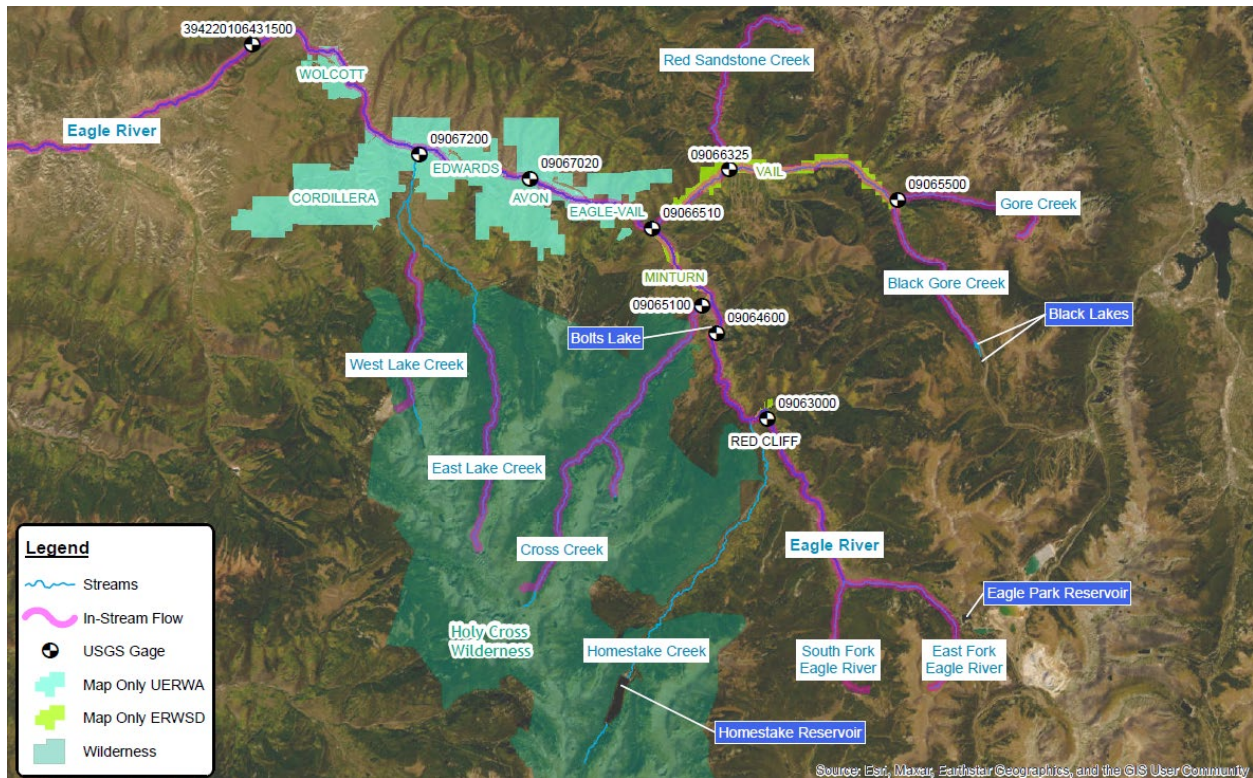 394220106431500
Red Sandstone Creek
WOLCOTT
Eagle River
09067200
09067020
09066325
EDWARDS
VAIL
CORDILLERA
AVON
09065500
EAGLE-VAIL
Gore Creek
09066510
MINTURN
Black Gore Creek
09065100
09064600
Black Lakes
Bolts Lake
West Lake Creek
09063000
RED CLIFF
East Lake Creek
Cross Creek
Eagle River
Eagle Park Reservoir
Holy Cross
Wilderness
Homestake Creek
South Fork
Eagle River
East Fork
Eagle River
Homestake Reservoir
Legend
Streams
In-Stream Flow
USGS Gage
Map Only UERWA
Map Only ERWSD
Wilderness
Source: Esri, Maxar, Earthstar Geographics, and the GIS User Community